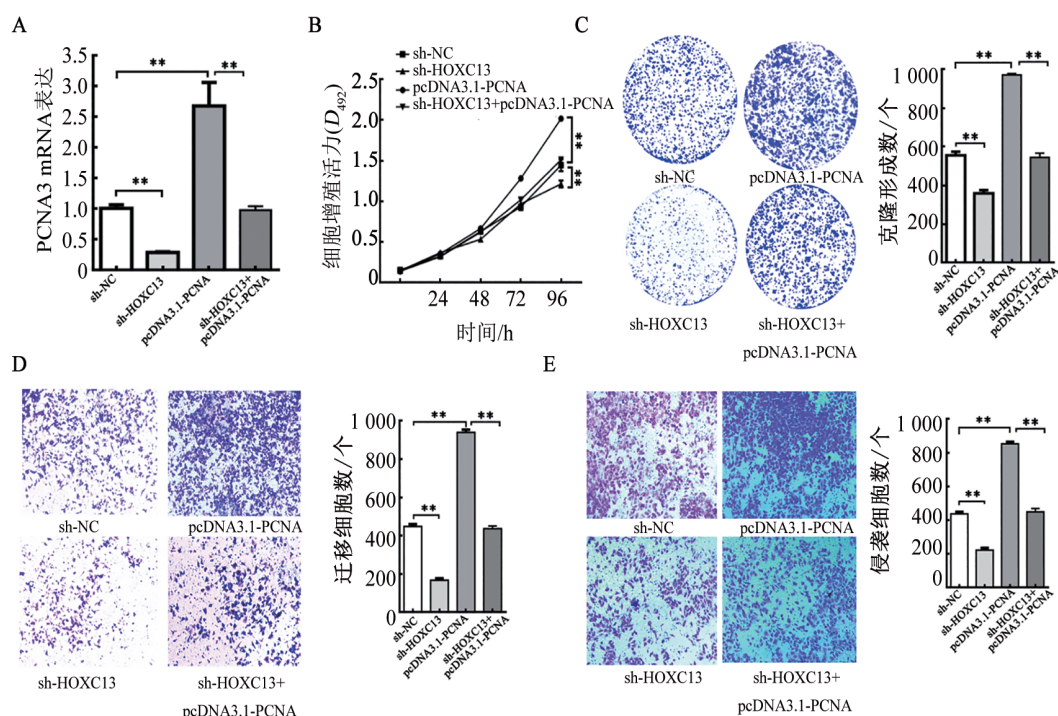 A
PCNA3 mRNA表达
3.5
3.0
2.5
2.0
1.5
1.0
0.5
0
**
**
**
sh-NC
sh-HOXC13
pcDNA3.1-PCNA
sh-HOXC13+
pcDNA3.1-PCNA
B
sh-NC
sh-HOXC13
pcDNA3.1-PCNA
sh-HOXC13+pcDNA3.1-PCNA
细胞增殖活力(D492)
2.5
2.0
1.5
1.0
0.5
0
**
**
24
48
72
96
时间/h
C
sh-NC
pcDNA3.1-PCNA
sh-HOXC13
sh-HOXC13+
pcDNA3.1-PCNA
克隆形成数/个
1 000
800
600
400
200
0
**
**
**
sh-NC
sh-HOXC13
pcDNA3.1-PCNA
sh-HOXC13+
pcDNA3.1-PCNA
D
sh-NC
pcDNA3.1-PCNA
sh-HOXC13
sh-HOXC13+
pcDNA3.1-PCNA
迁移细胞数/个
1 000
800
600
400
200
0
**
**
**
sh-NC
sh-HOXC13
pcDNA3.1-PCNA
sh-HOXC13+
pcDNA3.1-PCNA
E
sh-NC
pcDNA3.1-PCNA
sh-HOXC13
sh-HOXC13+
pcDNA3.1-PCNA
侵袭细胞数/个
1 000
800
600
400
200
0
**
**
**
sh-NC
sh-HOXC13
pcDNA3.1-PCNA
sh-HOXC13+
pcDNA3.1-PCNA